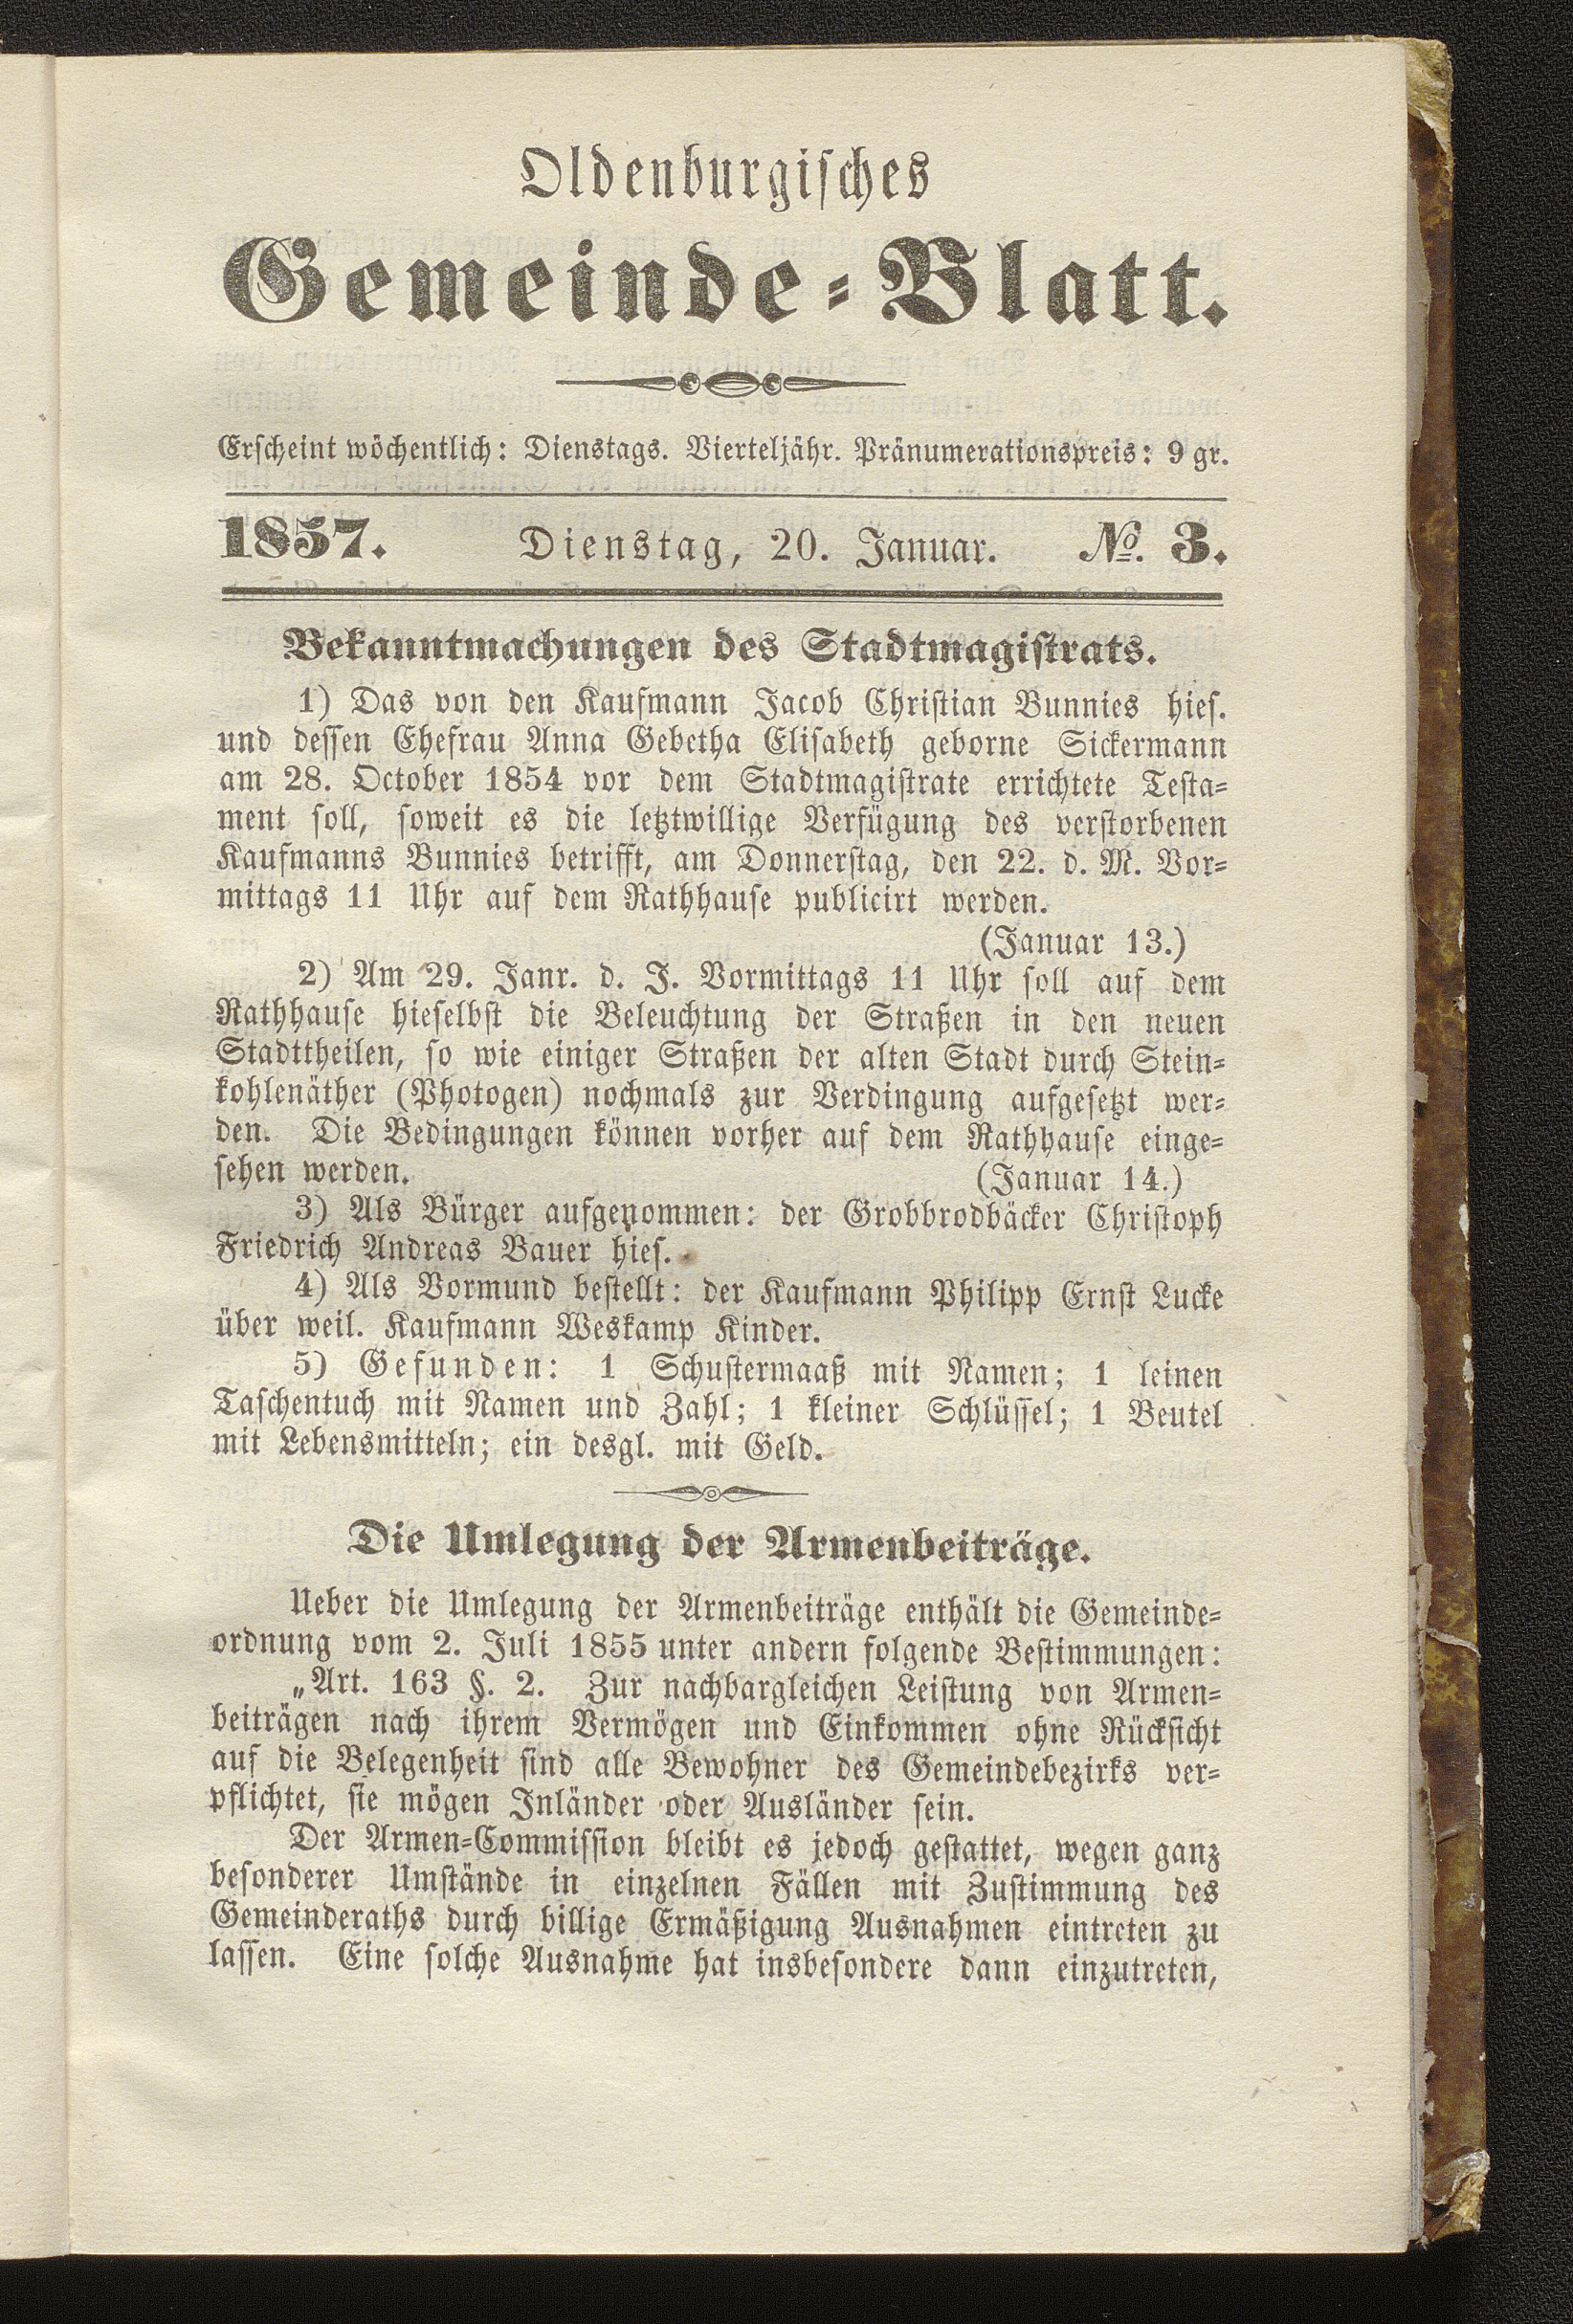 Oldenburgisches
Gemeinde-Blatt.
Erscheint wöchentlich: Dienstags. Vierteljähr. Pränumerationspreis: 9 gr.
1857. Dienstag, 20. Januar. No. 3.
Bekanntmachungen des Stadtmagistrats.
1) Das von den Kaufmann Jacob Christian Bunnies hies.
und dessen Ehefrau Anna Gebetha Elisabeth geborne Sickermann
am 28. October 1854 vor dem Stadtmagistrate errichtete Testa-
ment soll, soweit es die letztwillige Verfügung des verstorbenen
Kaufmanns Bunnies betrifft, am Donnerstag, den 22. d. M. Vor-
mittags 11 Uhr auf dem Rathhause publicirt werden.
(Januar 13.)
2) Am 29. Janr. d. J. Vormittags 11 Uhr soll auf dem
Rathhause hieselbst die Beleuchtung der Straßen in den neuen
Stadttheilen, so wie einiger Straßen der alten Stadt durch Stein-
kohlenäther (Photogen) nochmals zur Verdingung aufgesetzt wer-
den. Die Bedingungen können vorher auf dem Rathhause einge-
sehen werden. (Januar 14.)
3) Als Bürger aufgenommen: der Grobbrodbäcker Christoph
Friedrich Andreas Bauer hies.
4) Als Vormund bestellt: der Kaufmann Philipp Ernst Lucke
über weil. Kaufmann Weskamp Kinder.
5) Gefunden: 1 Schustermaaß mit Namen; 1 leinen
Taschentuch mit Namen und Zahl; 1 kleiner Schlüssel; 1 Beutel
mit Lebensmitteln; ein desgl. mit Geld.
Die Umlegung der Armenbeiträge.
Ueber die Umlegung der Armenbeiträge enthält die Gemeinde-
ordnung vom 2. Juli 1855 unter andern folgende Bestimmungen:
„Art. 163 §. 2. Zur nachbargleichen Leistung von Armen-
beiträgen nach ihrem Vermögen und Einkommen ohne Rücksicht
auf die Belegenheit sind alle Bewohner des Gemeindebezirks ver-
pflichtet, sie mögen Inländer oder Ausländer sein.
Der Armen-Commission bleibt es jedoch gestattet, wegen ganz
besonderer Umstände in einzelnen Fällen mit Zustimmung des
Gemeinderaths durch billige Ermäßigung Ausnahmen eintreten zu
lassen. Eine solche Ausnahme hat insbesondere dann einzutreten,